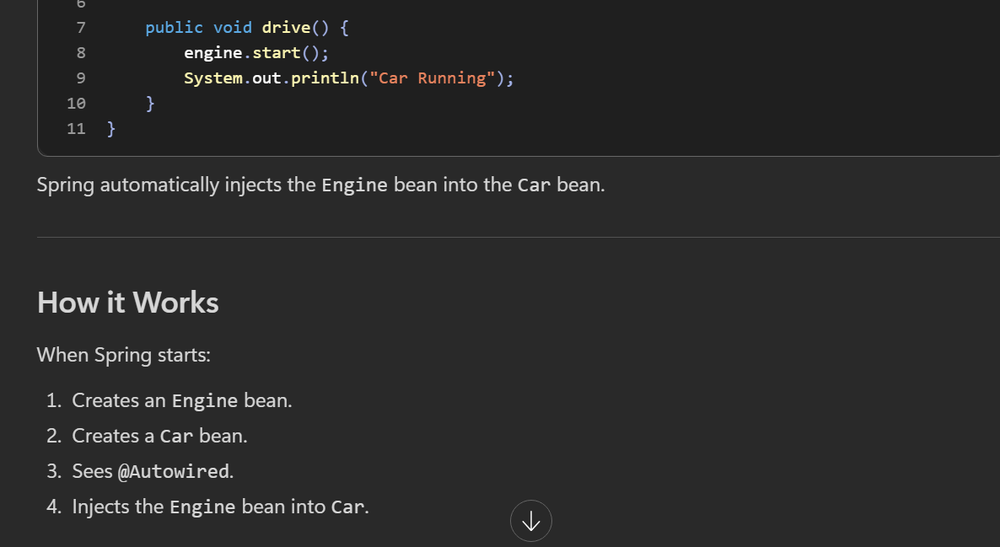 6
7 public void drive() {
8 engine.start();
9 System.out.println("Car Running");
10 }
11 }
Spring automatically injects the Engine bean into the Car bean.
How it Works
When Spring starts:
1. Creates an Engine bean.
2. Creates a Car bean.
3. Sees @Autowired.
4. Injects the Engine bean into Car.